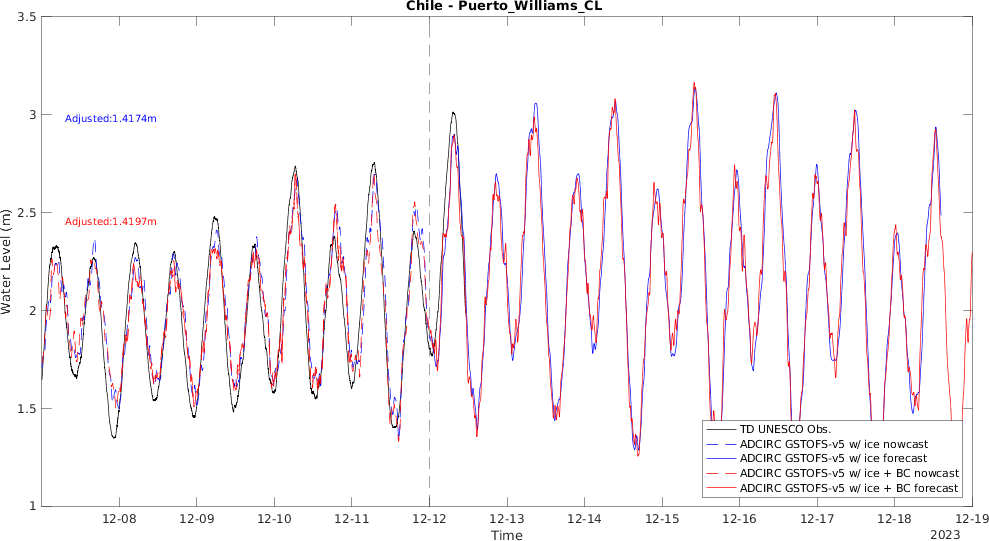 Chile - Puerto_Williams_CL
3.5
3
2.5
2
1.5
1
Water Level (m)
Adjusted:1.4174m
Adjusted:1.4197m
TD UNESCO Obs.
ADCIRC GSTOFS-v5 w/ ice nowcast
ADCIRC GSTOFS-v5 w/ ice forecast
ADCIRC GSTOFS-v5 w/ ice + BC nowcast
ADCIRC GSTOFS-v5 w/ ice + BC forecast
12-08 12-09 12-10 12-11 12-12 12-13 12-14 12-15 12-16 12-17 12-18 12-19
Time
2023